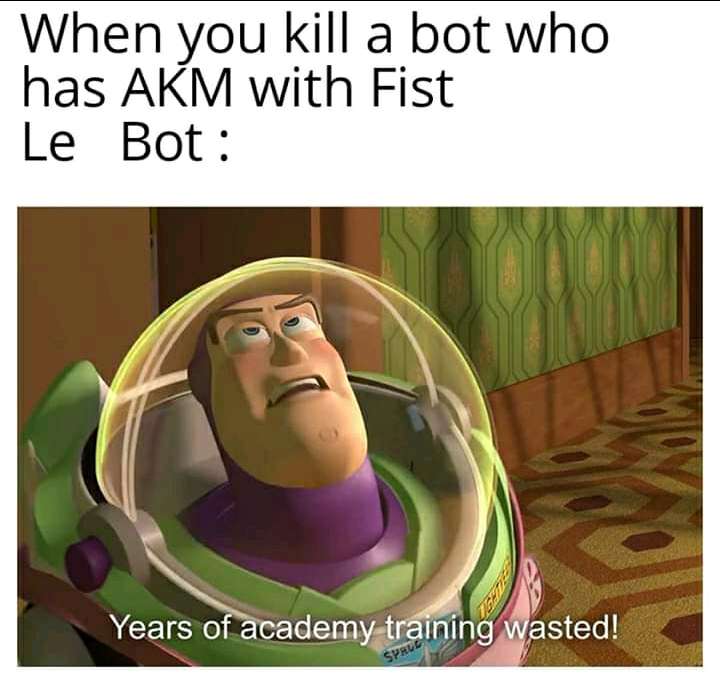 When you kill a bot who
has AKM with Fist
Le Bot :
Years of academy training wasted!